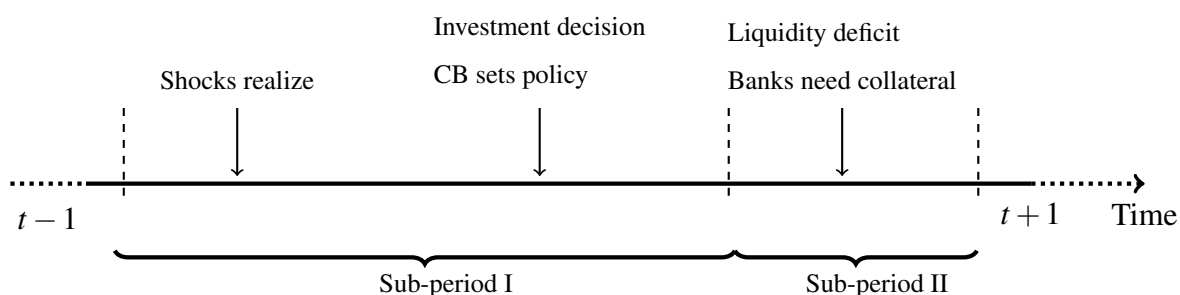 Investment decision
Liquidity deficit
Shocks realize
CB sets policy
Banks need collateral
t − 1
t + 1
Time
Sub-period I
Sub-period II